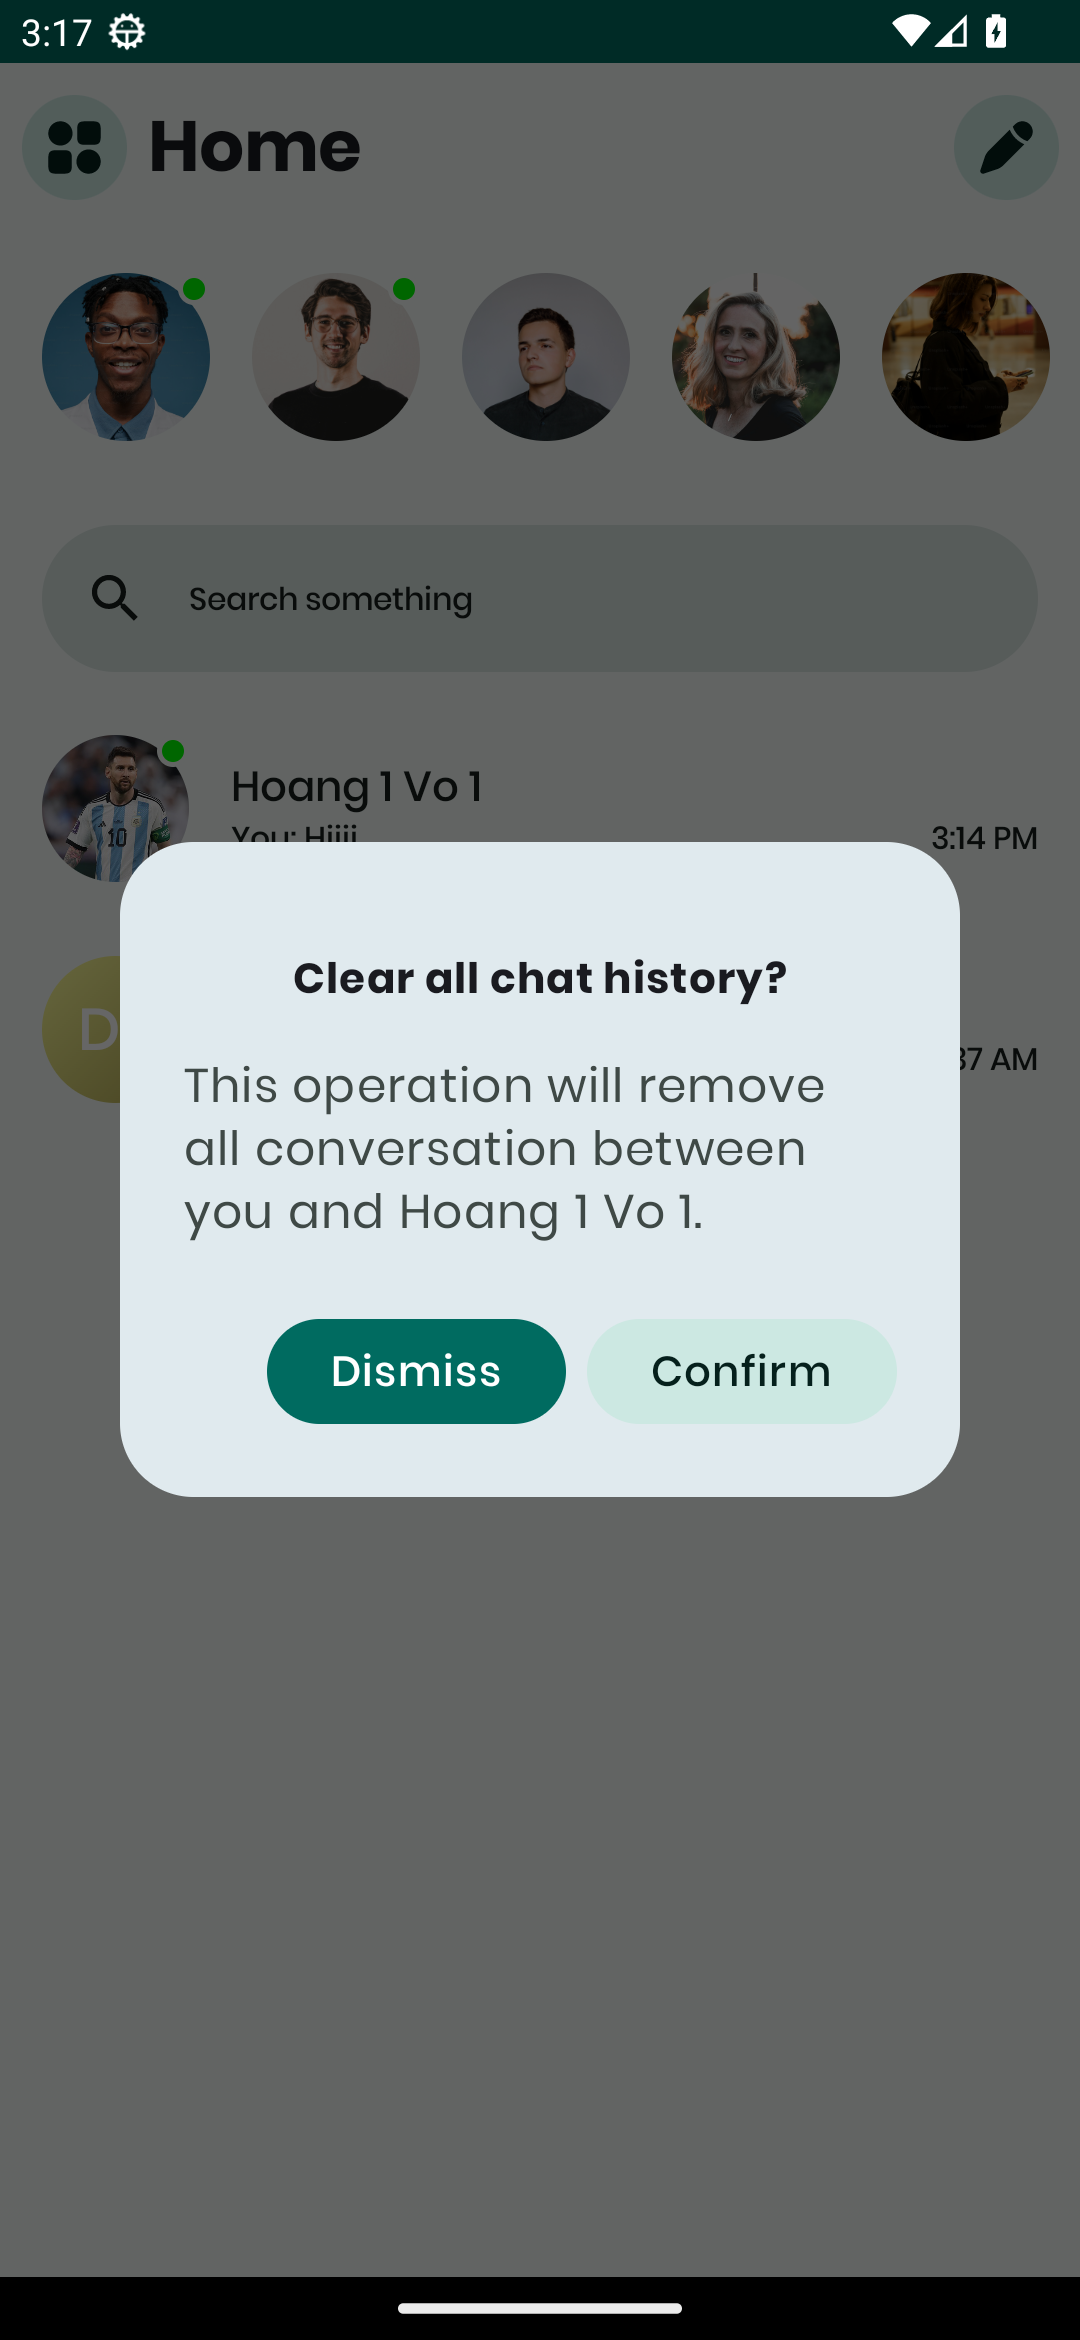 3:17
Home
Search something
Hoang 1 Vo 1
You: Hiiii
3:14 PM
D
37 AM
Clear all chat history?
This operation will remove
all conversation between
you and Hoang 1 Vo 1.
Dismiss
Confirm